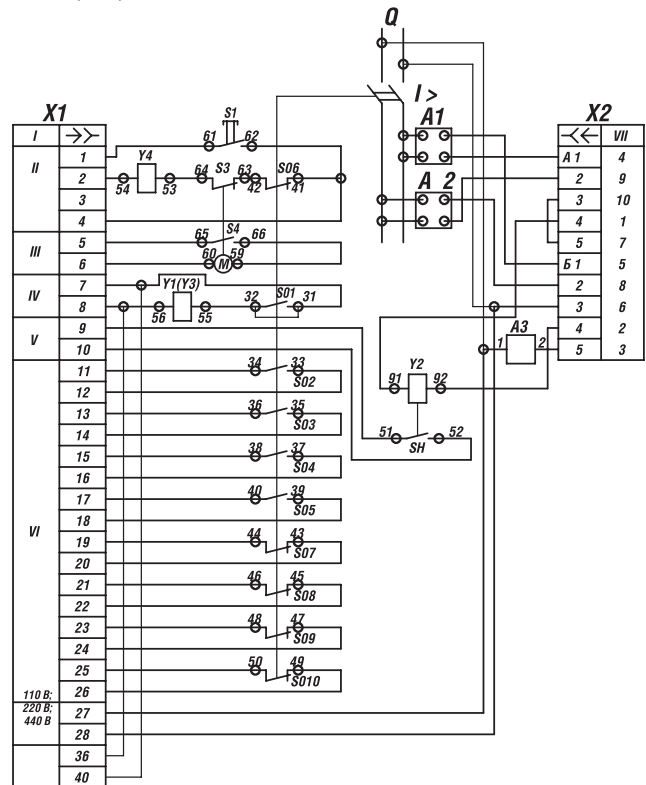 Q
I >
X1
A1
X2
I
S1
VII
II
1
61
62
А 1
4
2
Y4
64
S3
63
S06
A 2
2
9
54
53
42
41
3
3
10
4
4
1
III
5
65
S4
66
5
7
6
60
M
59
Б 1
5
IV
7
Y1(Y3)
2
8
8
32
S01
31
3
6
56
55
V
9
A3
4
2
10
1
2
5
3
VI
11
34
33
Y2
S02
12
91
92
13
36
35
S03
14
51
52
SH
15
38
37
S04
16
17
40
39
S05
18
19
44
43
S07
20
21
46
45
S08
22
23
48
47
S09
24
25
50
49
S010
26
110 В;
220 В;
440 В
27
28
36
40